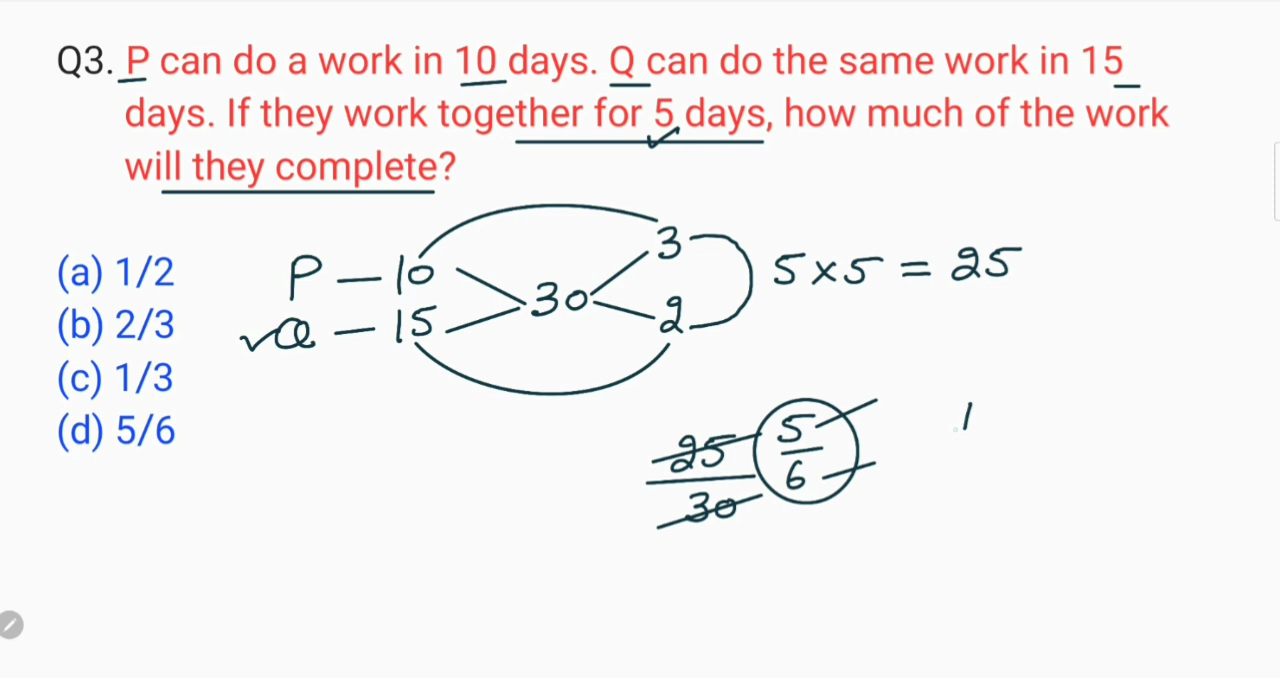 Q3. P can do a work in 10 days. Q can do the same work in 15
days. If they work together for 5 days, how much of the work
will they complete?
(a) 1/2
(b) 2/3
(c) 1/3
(d) 5/6
P – 10
Q – 15
30
3
2
5 × 5 = 25
25
30
5
6
1